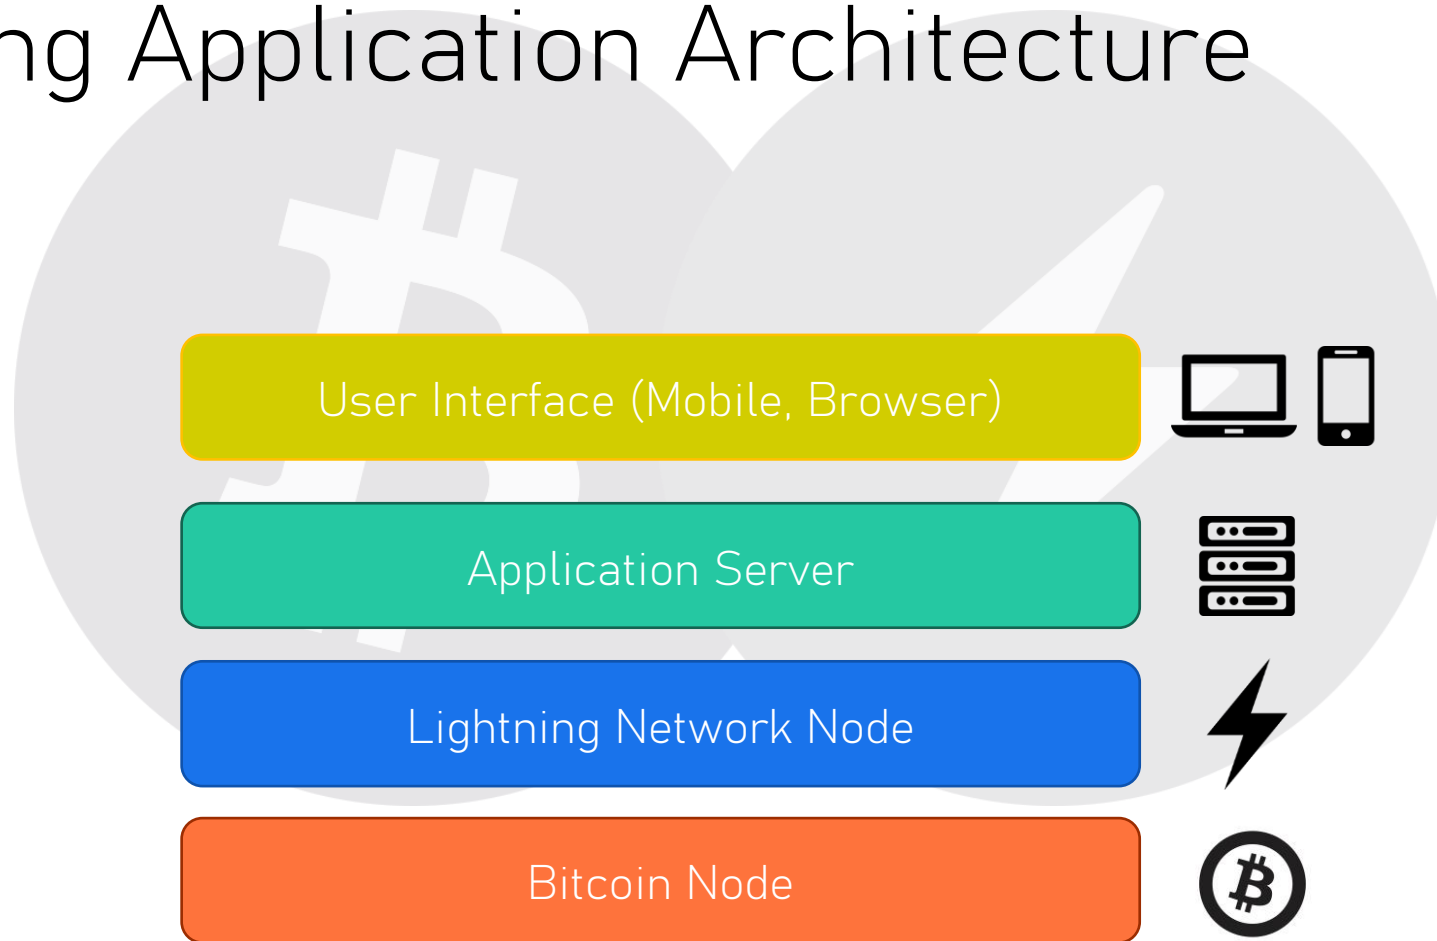 ng Application Architecture
User Interface (Mobile, Browser)
Application Server
Lightning Network Node
Bitcoin Node